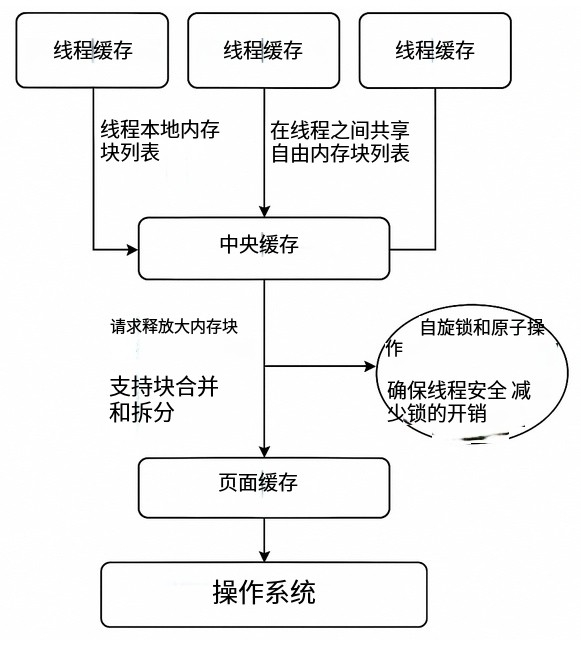 线程缓存
线程缓存
线程缓存
线程本地内存
块列表
在线程之间共享
自由内存块列表
中央缓存
请求释放大内存块
支持块合并
和拆分
自旋锁和原子操
作
确保线程安全 减
少锁的开销
页面缓存
操作系统